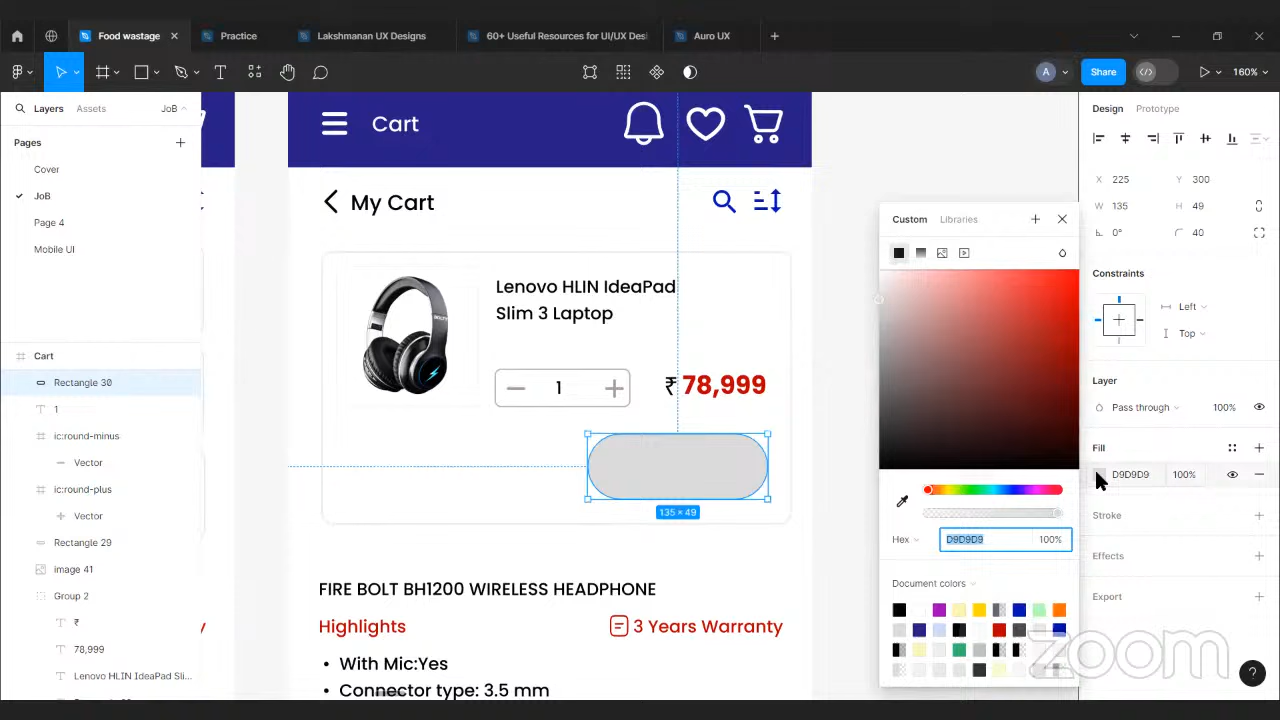 Food wastage
Practice
Lakshmanan UX Designs
60+ Useful Resources for UI/UX Desi
Auro UX
A
Share
160%
Layers
Assets
JoB
Pages
Cover
JoB
Page 4
Mobile UI
Cart
Rectangle 30
1
ic:round-minus
Vector
ic:round-plus
Vector
Rectangle 29
image 41
Group 2
₹
78,999
Lenovo HLIN IdeaPad Sli...
Cart
My Cart
Lenovo HLIN IdeaPad
Slim 3 Laptop
1
₹ 78,999
135 × 49
FIRE BOLT BH1200 WIRELESS HEADPHONE
Highlights
3 Years Warranty
• With Mic:Yes
• Connector type: 3.5 mm
Custom
Libraries
Hex
D9D9D9
100%
Document colors
Design
Prototype
X 225
Y 300
W 135
H 49
0°
40
Constraints
Left
Top
Layer
Pass through
100%
Fill
D9D9D9
100%
Stroke
Effects
Export
zoom
?